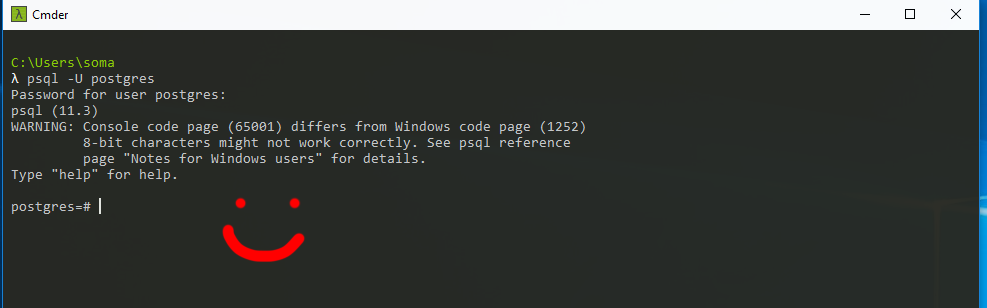 λ Cmder
C:\Users\soma
λ psql -U postgres
Password for user postgres:
psql (11.3)
WARNING: Console code page (65001) differs from Windows code page (1252)
         8-bit characters might not work correctly. See psql reference
         page "Notes for Windows users" for details.
Type "help" for help.
postgres=#